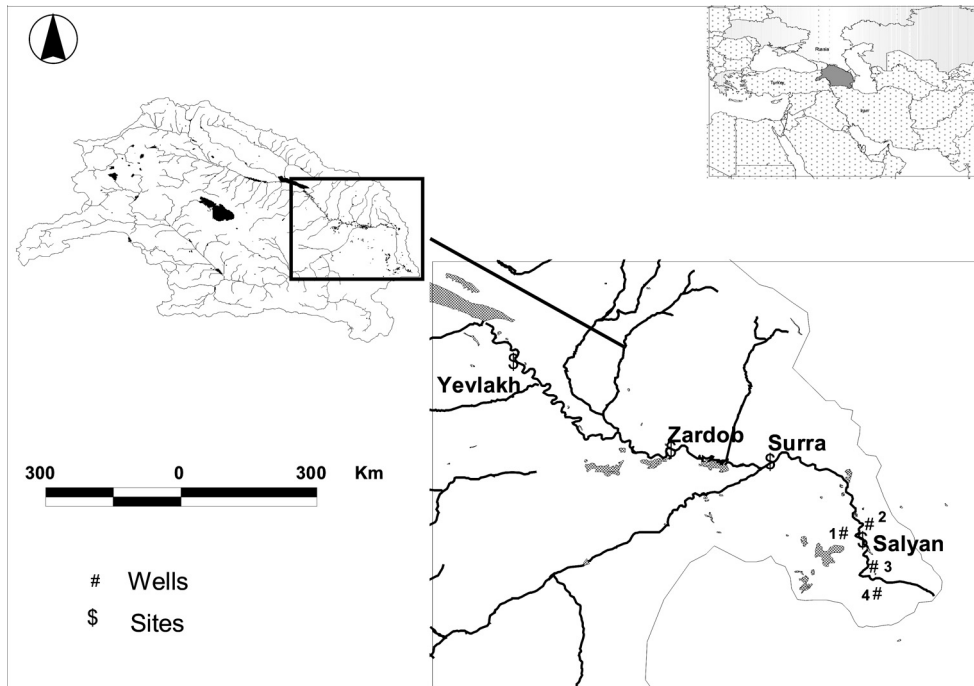 Russia
Turkey
Iran
Yevlakh
$
Zardob
$
Surra
$
# 2
1 #
$
Salyan
# 3
4 #
300 0 300 Km
# Wells
$ Sites